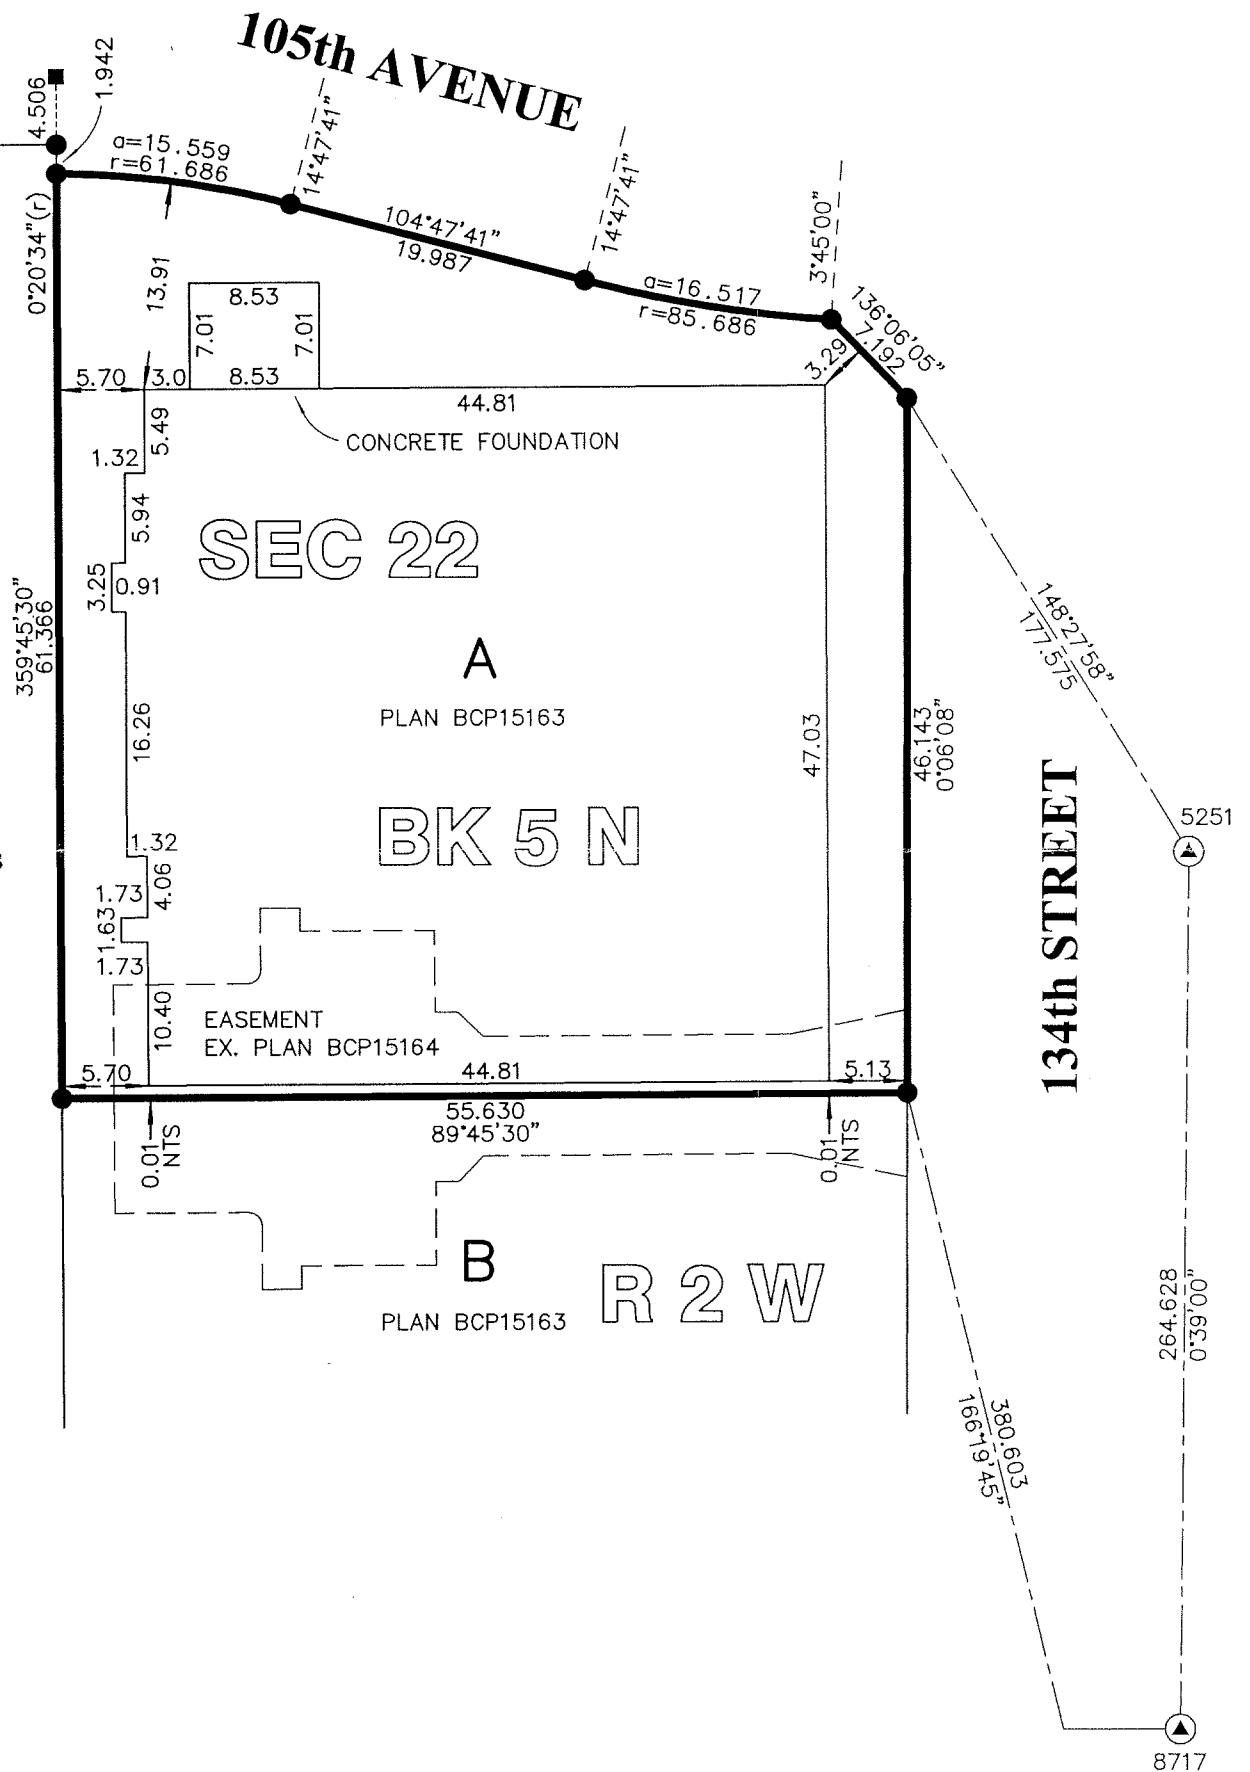 105th AVENUE
4.506
1.942
a=15.559
r=61.686
14°47'41"
14°47'41"
3°45'00"
0°20'34"(r)
104°47'41"
19.987
13.91
a=16.517
r=85.686
136°06'05"
7.192
3.29
8.53
7.01
7.01
5.70
3.0
8.53
44.81
5.49
CONCRETE FOUNDATION
1.32
5.94
SEC 22
3.25
0.91
359°45'30"
61.366
148°27'58"
177.575
A
PLAN BCP15163
16.26
47.03
46.143
0°06'08"
134th STREET
5251
BK 5 N
1.32
4.06
1.73
1.63
1.73
10.40
EASEMENT
EX. PLAN BCP15164
5.70
44.81
5.13
55.630
89°45'30"
0.01
NTS
0.01
NTS
B
R 2 W
PLAN BCP15163
264.628
0°39'00"
380.603
166°19'45"
8717